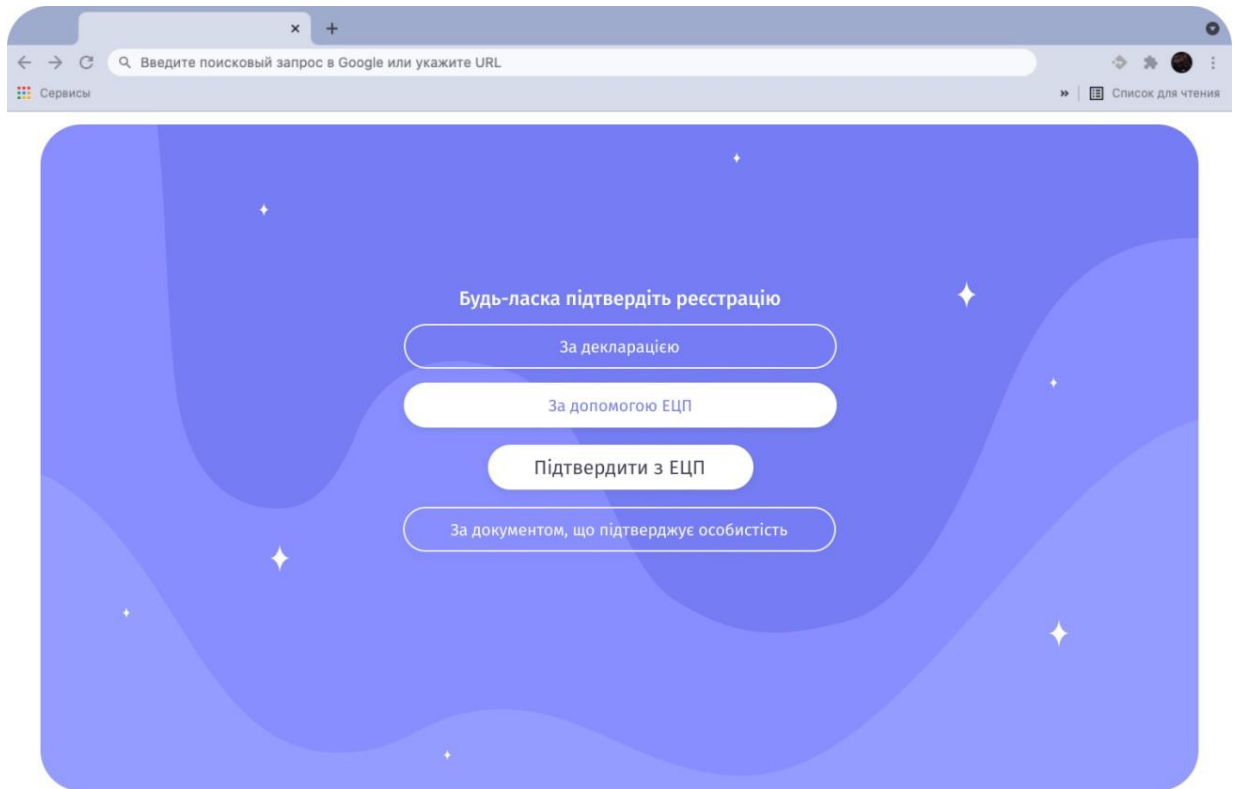 Введите поисковый запрос в Google или укажите URL
Сервисы
Список для чтения
Будь-ласка підтвердіть реєстрацію
За декларацією
За допомогою ЕЦП
Підтвердити з ЕЦП
За документом, що підтверджує особистість